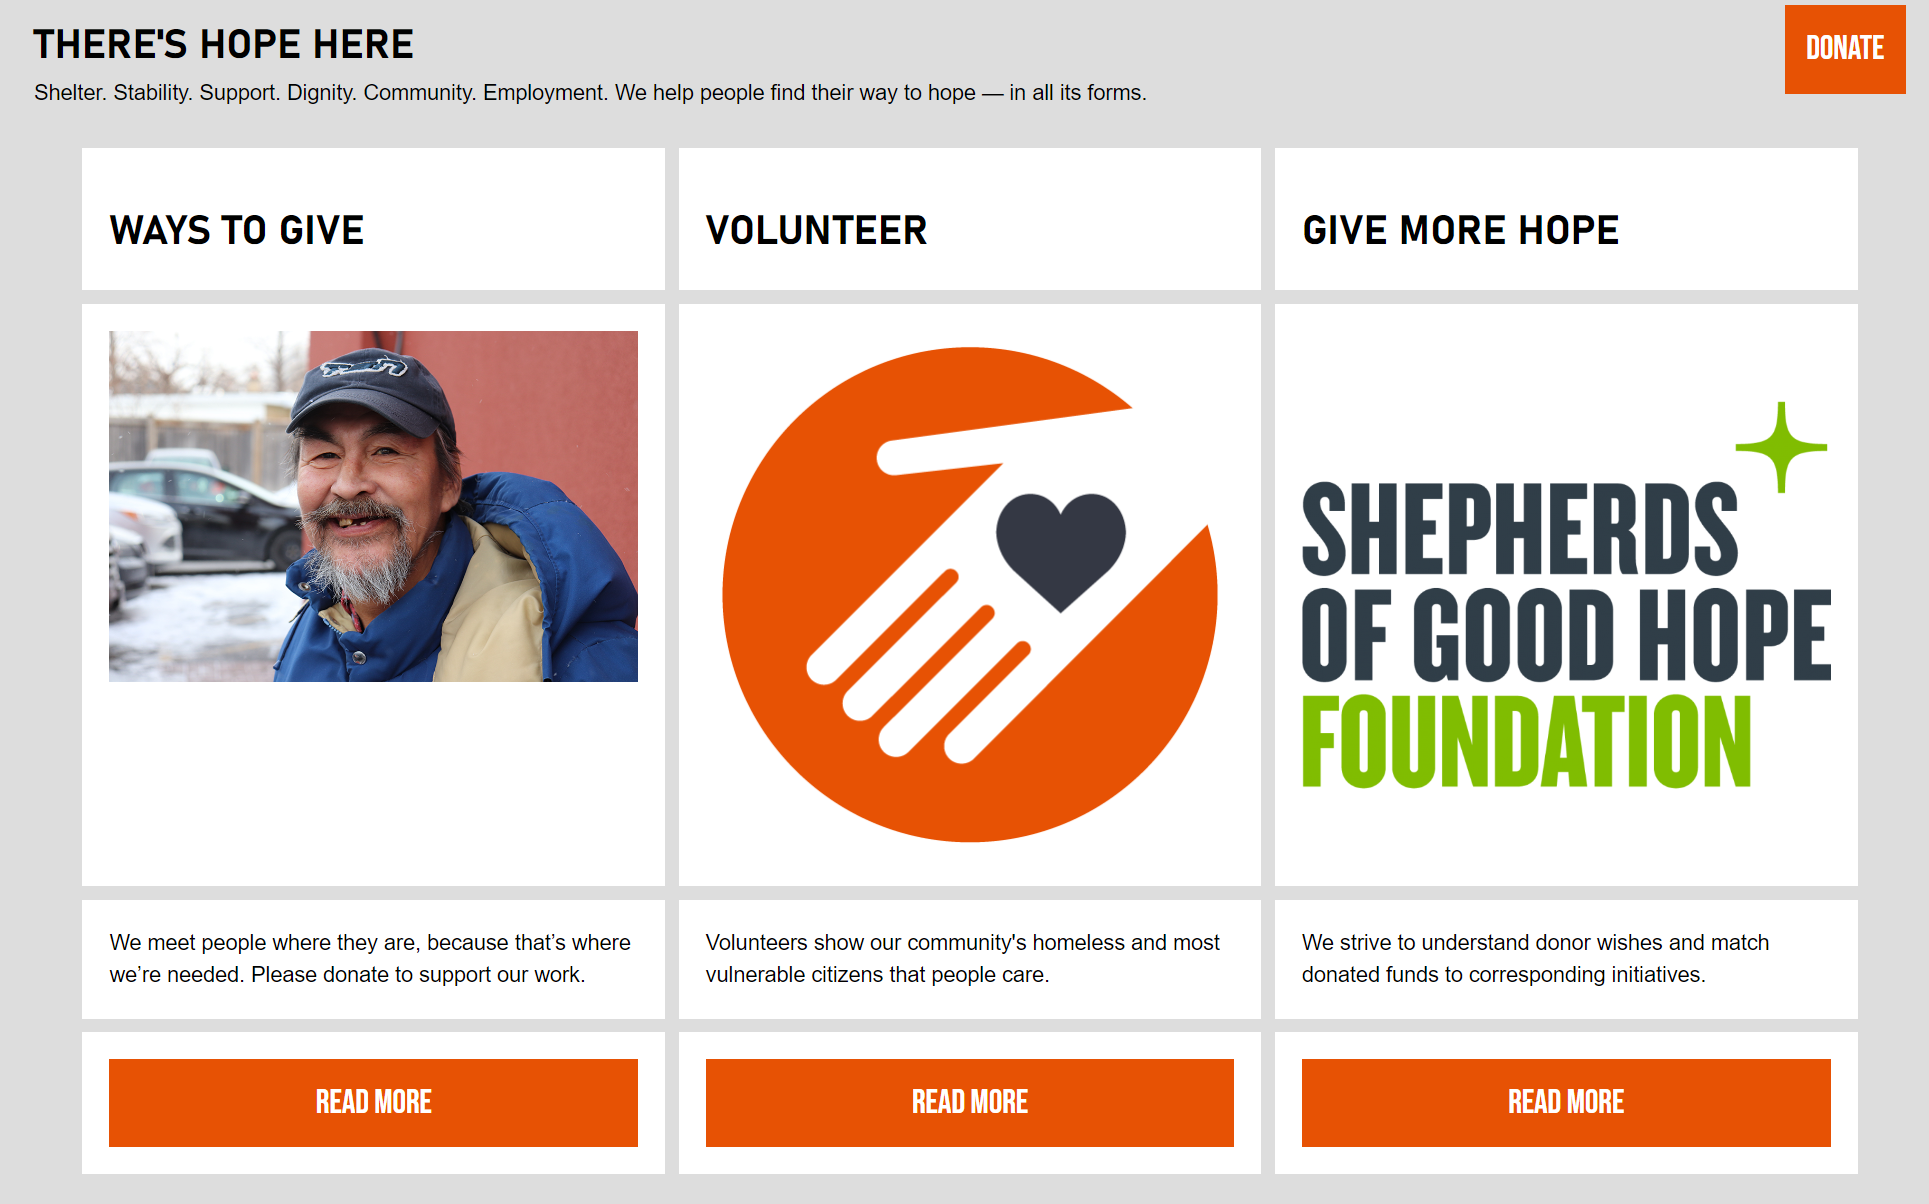 THERE'S HOPE HERE
DONATE
Shelter. Stability. Support. Dignity. Community. Employment. We help people find their way to hope — in all its forms.
WAYS TO GIVE
VOLUNTEER
GIVE MORE HOPE
SHEPHERDS
OF GOOD HOPE
FOUNDATION
We meet people where they are, because that’s where
we’re needed. Please donate to support our work.
Volunteers show our community's homeless and most
vulnerable citizens that people care.
We strive to understand donor wishes and match
donated funds to corresponding initiatives.
READ MORE
READ MORE
READ MORE